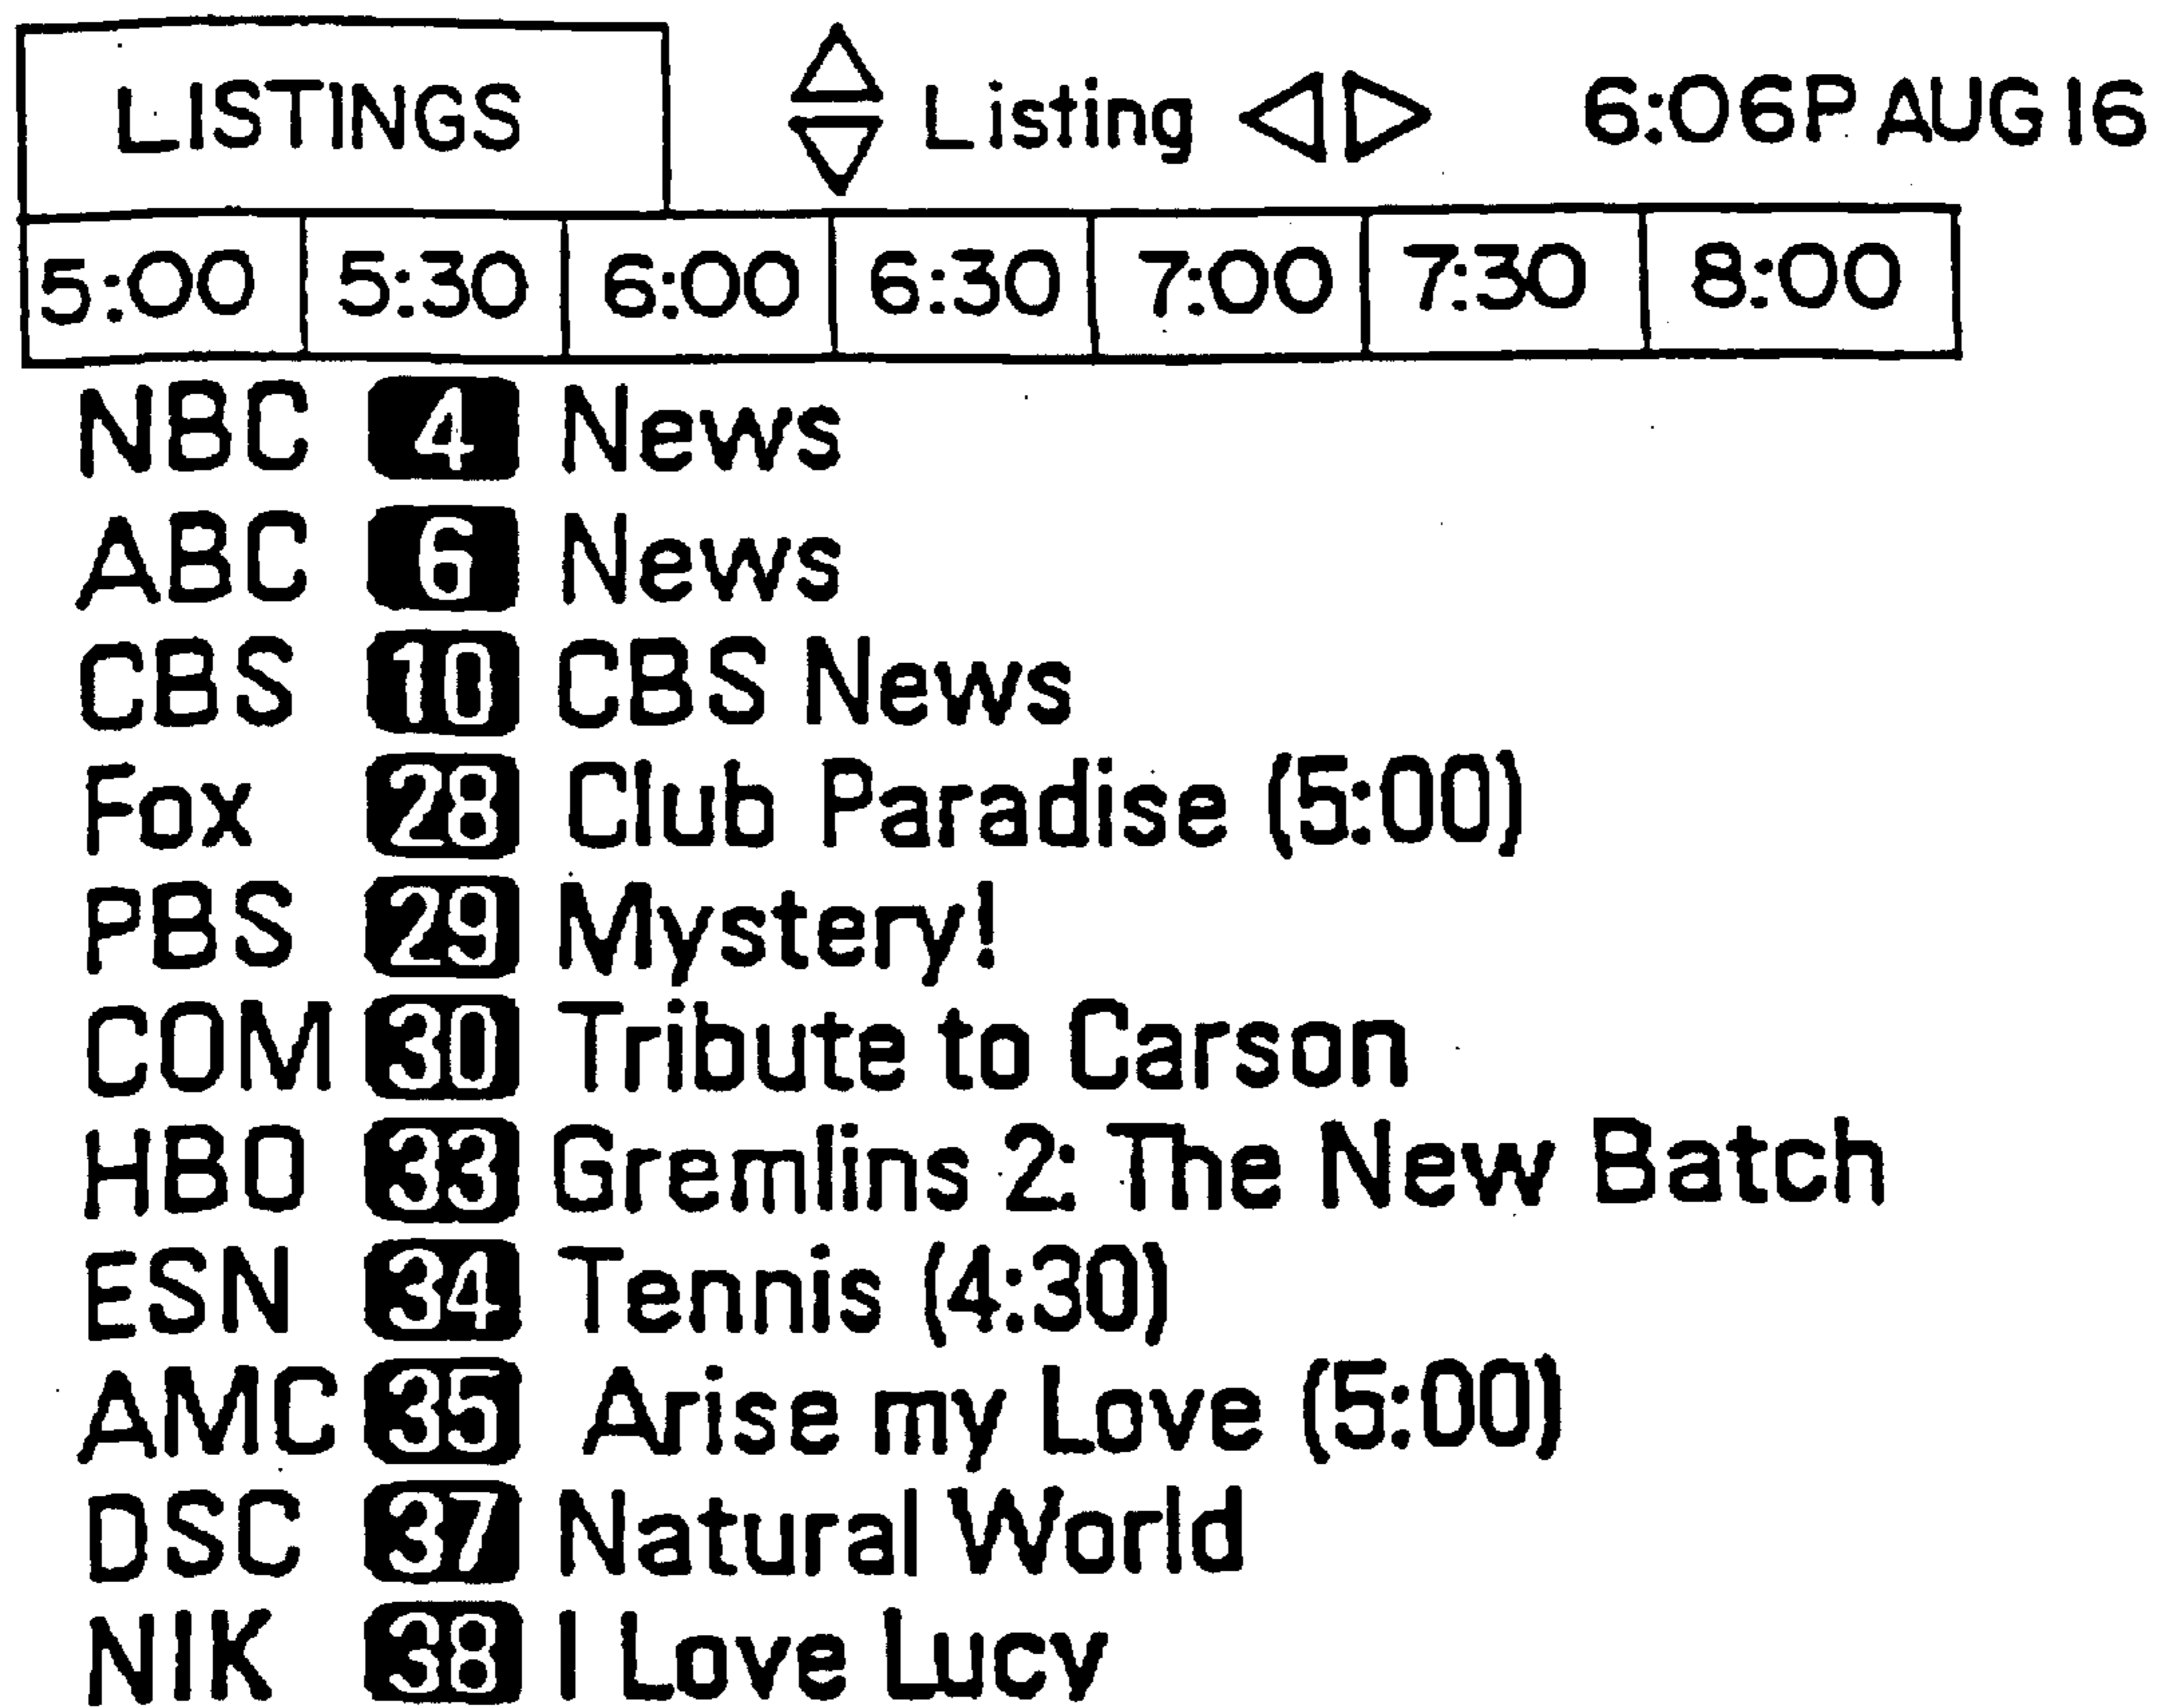 LISTINGS Listing 6:06P AUG 16
5:00 5:30 6:00 6:30 7:00 7:30 8:00
NBC 4 News
ABC 6 News
CBS 10 CBS News
Fox 28 Club Paradise (5:00)
PBS 29 Mystery!
COM 30 Tribute to Carson
HBO 33 Gremlins 2: The New Batch
ESN 34 Tennis (4:30)
AMC 35 Arise my Love (5:00)
DSC 37 Natural World
NIK 38 I Love Lucy